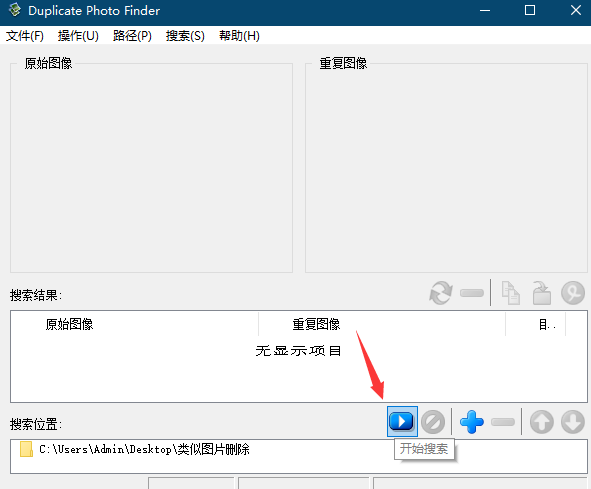 Duplicate Photo Finder
文件(F) 操作(U) 路径(P) 搜索(S) 帮助(H)
原始图像 重复图像
搜索结果:
原始图像 重复图像 目..
无显示项目
搜索位置:
开始搜索
C:\Users\Admin\Desktop\类似图片删除